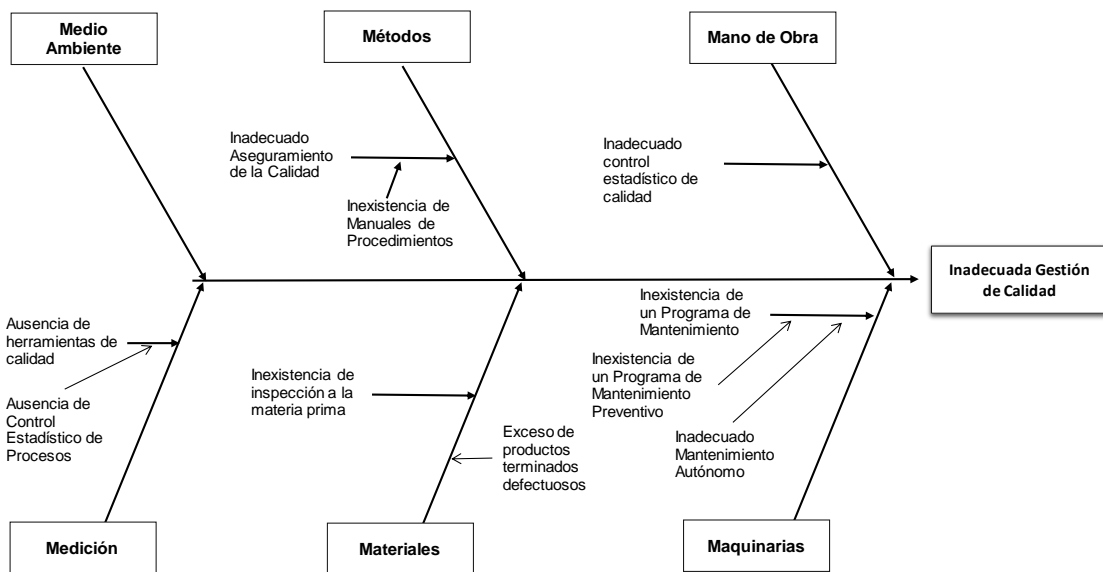 Medio
Ambiente
Métodos
Mano de Obra
Inadecuado
Aseguramiento
de la Calidad
Inexistencia de
Manuales de
Procedimientos
Inadecuado
control
estadístico de
calidad
Inadecuada Gestión
de Calidad
Ausencia de
herramientas de
calidad
Ausencia de
Control
Estadístico de
Procesos
Inexistencia de
inspección a la
materia prima
Exceso de
productos
terminados
defectuosos
Inexistencia de
un Programa de
Mantenimiento
Inexistencia de
un Programa de
Mantenimiento
Preventivo
Inadecuado
Mantenimiento
Autónomo
Medición
Materiales
Maquinarias